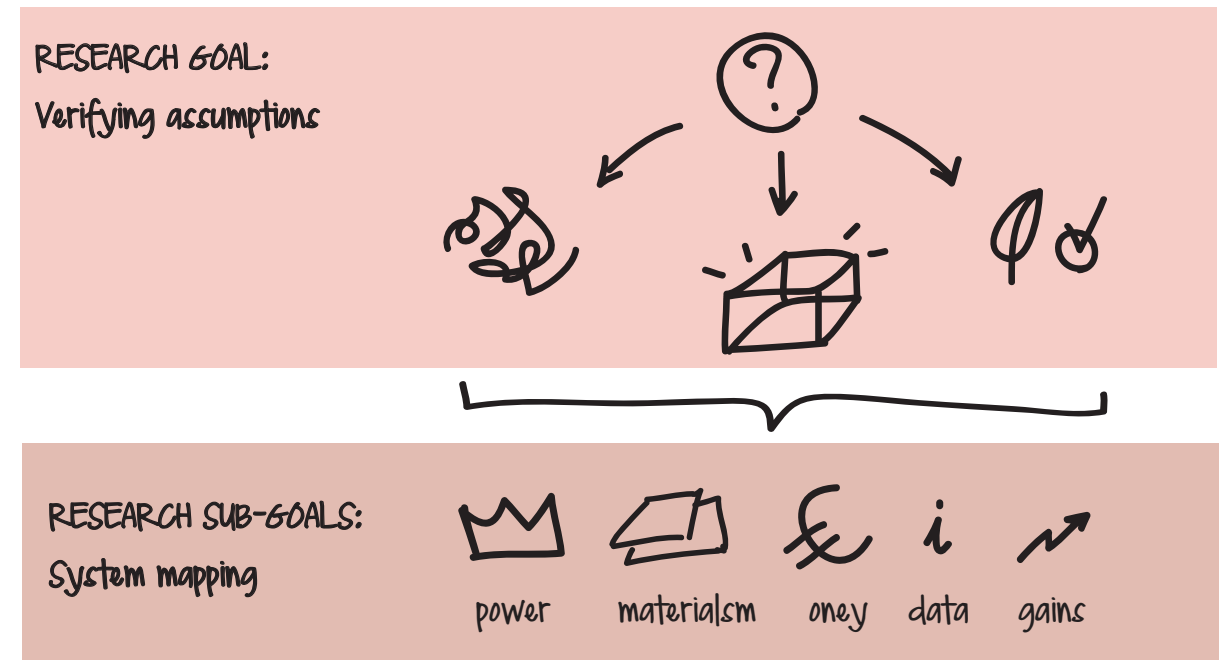 RESEARCH GOAL:
Verifying assumptions
?
RESEARCH SUB-GOALS:
System mapping
€
i
power
materialsm
oney
data
gains